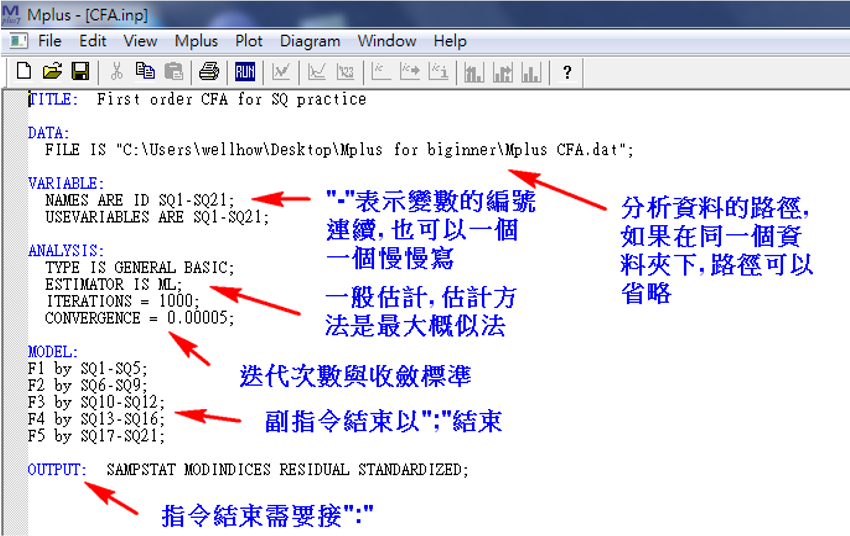 Mplus - [CFA.inp]
File Edit View Mplus Plot Diagram Window Help
RUN
TITLE: First order CFA for SQ practice
DATA:
FILE IS "C:\Users\wellhow\Desktop\Mplus for biginner\Mplus CFA.dat";
VARIABLE:
NAMES ARE ID SQ1-SQ21;
USEVARIABLES ARE SQ1-SQ21;
"-"表示變數的編號
連續,也可以一個
一個慢慢寫
分析資料的路徑,
如果在同一個資
料夾下,路徑可以
省略
ANALYSIS:
TYPE IS GENERAL BASIC;
ESTIMATOR IS ML;
ITERATIONS = 1000;
CONVERGENCE = 0.00005;
一般估計,估計方
法是最大概似法
迭代次數與收斂標準
MODEL:
F1 by SQ1-SQ5;
F2 by SQ6-SQ9;
F3 by SQ10-SQ12;
F4 by SQ13-SQ16;
F5 by SQ17-SQ21;
副指令結束以";"結束
OUTPUT: SAMPSTAT MODINDICES RESIDUAL STANDARDIZED;
指令結束需要接":"